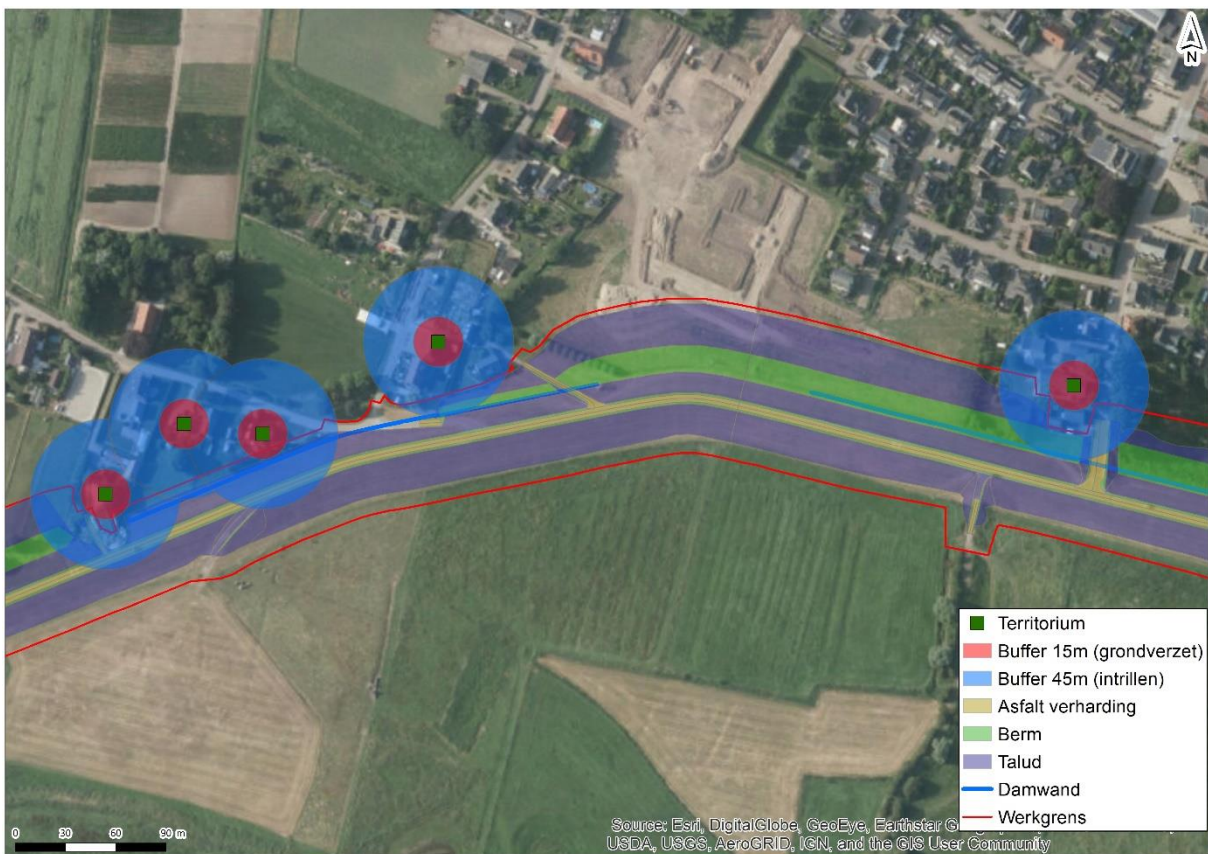 N
Territorium
Buffer 15m (grondverzet)
Buffer 45m (intrillen)
Asfalt verharding
Berm
Talud
Damwand
Werkgrens
0 30 60 90 m
Source: Esri, DigitalGlobe, GeoEye, Earthstar
USDA, USGS, AeroGRID, IGN, and the GIS User Community